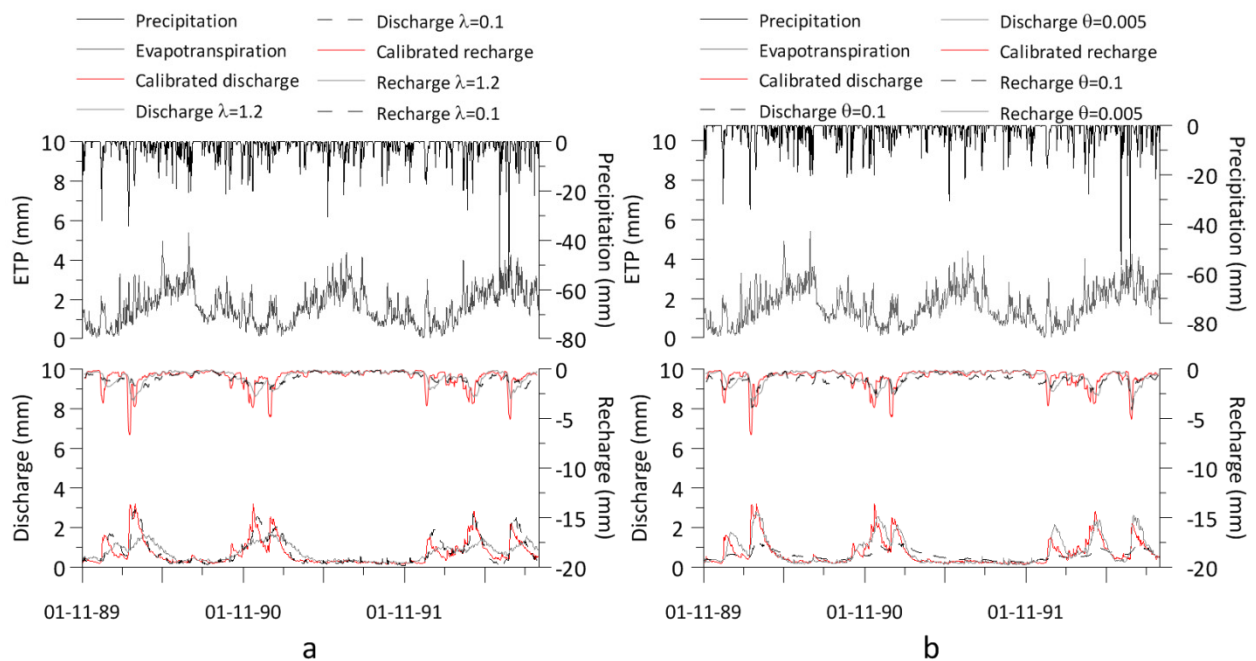 Precipitation
Evapotranspiration
Calibrated discharge
Discharge λ=1.2
Discharge λ=0.1
Calibrated recharge
Recharge λ=1.2
Recharge λ=0.1
10
8
6
4
2
0
ETP (mm)
0
-20
-40
-60
-80
Precipitation (mm)
10
8
6
4
2
0
Discharge (mm)
0
-5
-10
-15
-20
Recharge (mm)
01-11-89
01-11-90
01-11-91
a
Precipitation
Evapotranspiration
Calibrated discharge
Discharge θ=0.1
Discharge θ=0.005
Calibrated recharge
Recharge θ=0.1
Recharge θ=0.005
10
8
6
4
2
0
ETP (mm)
0
-20
-40
-60
-80
Precipitation (mm)
10
8
6
4
2
0
Discharge (mm)
0
-5
-10
-15
-20
Recharge (mm)
01-11-89
01-11-90
01-11-91
b